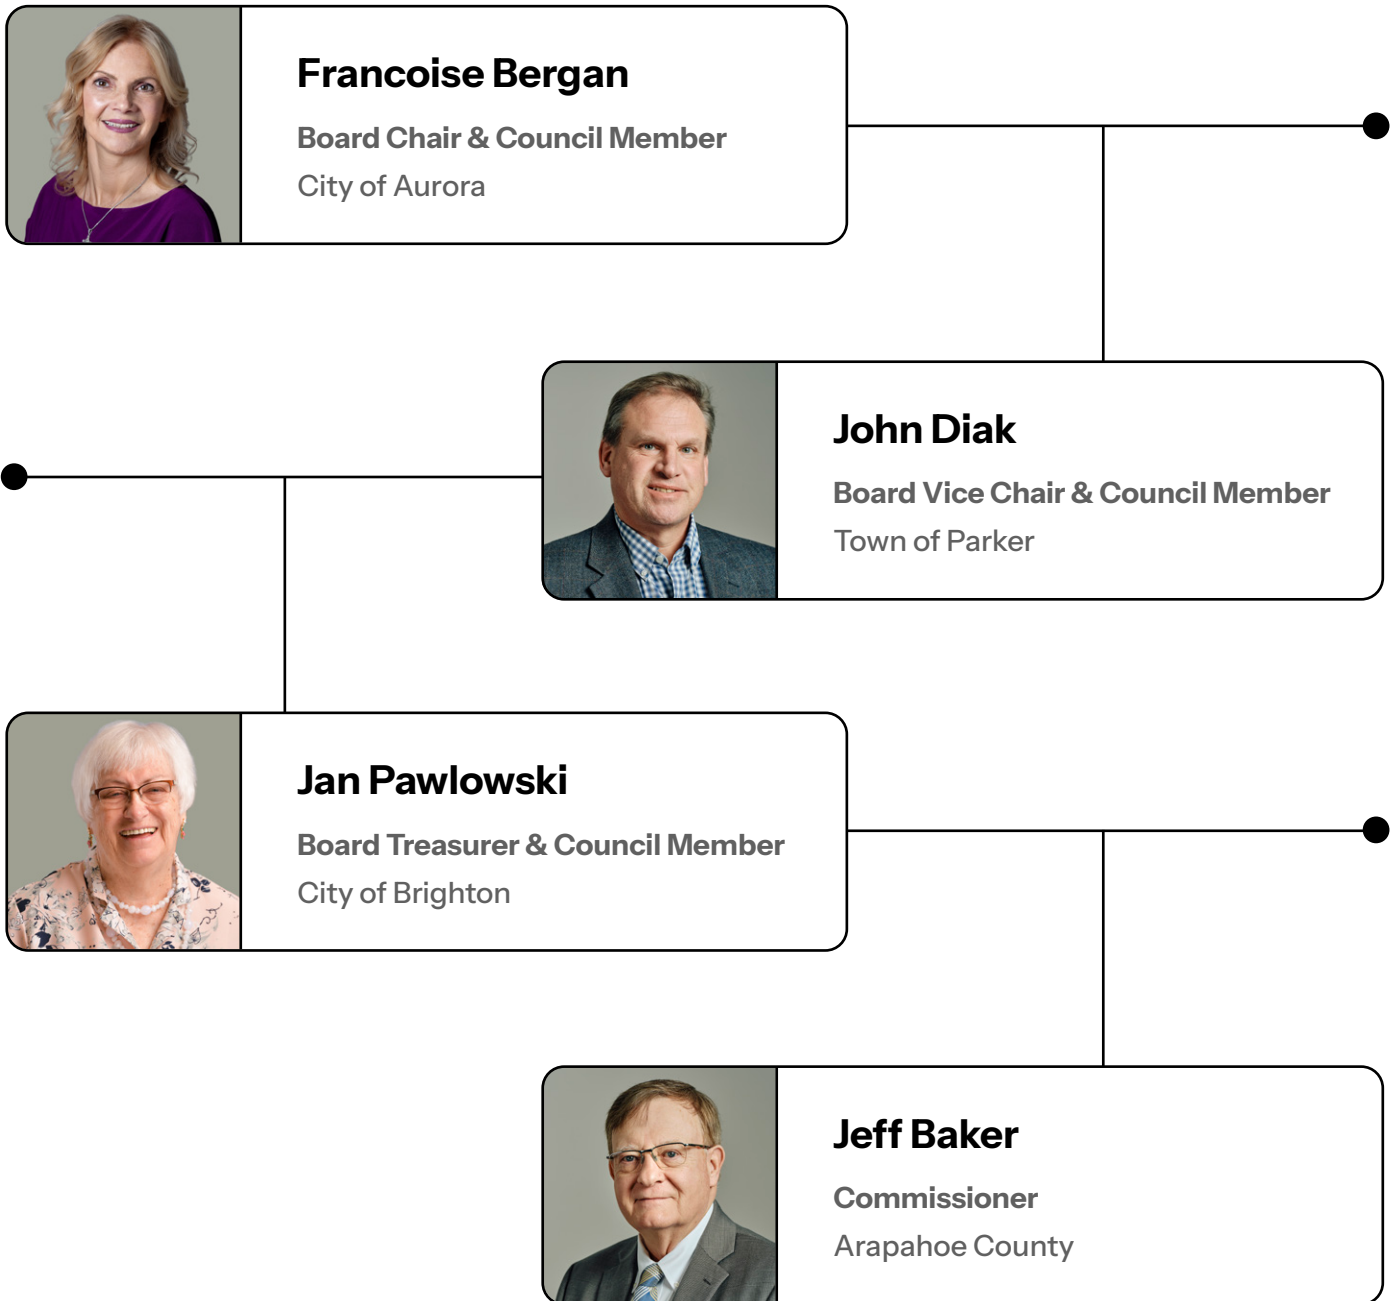 Francoise Bergan
Board Chair & Council Member
City of Aurora
John Diak
Board Vice Chair & Council Member
Town of Parker
Jan Pawlowski
Board Treasurer & Council Member
City of Brighton
Jeff Baker
Commissioner
Arapahoe County